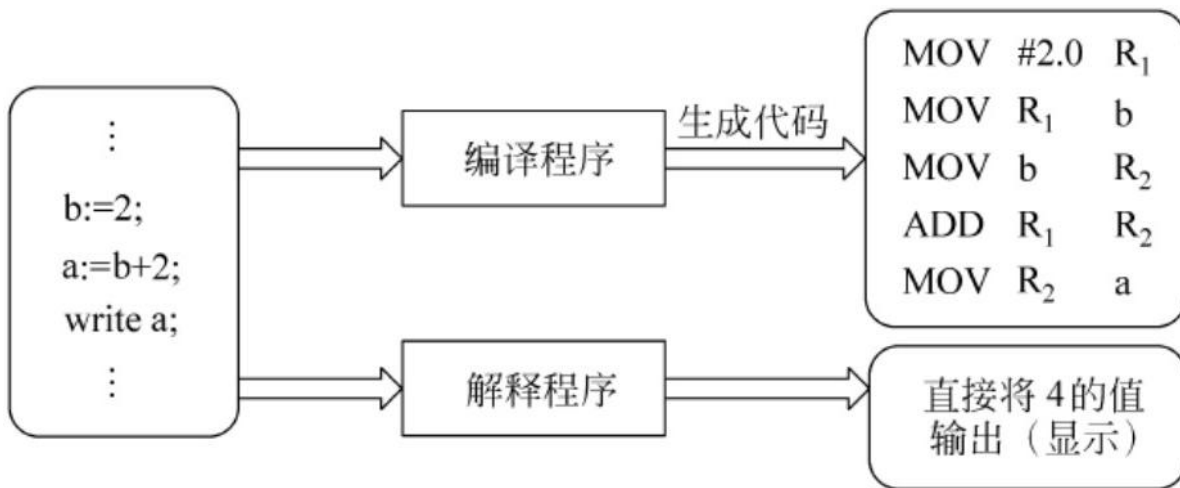 ⋮
b:=2;
a:=b+2;
write a;
⋮
编译程序
生成代码
MOV #2.0 R₁
MOV R₁ b
MOV b R₂
ADD R₁ R₂
MOV R₂ a
解释程序
直接将 4 的值
输出（显示）